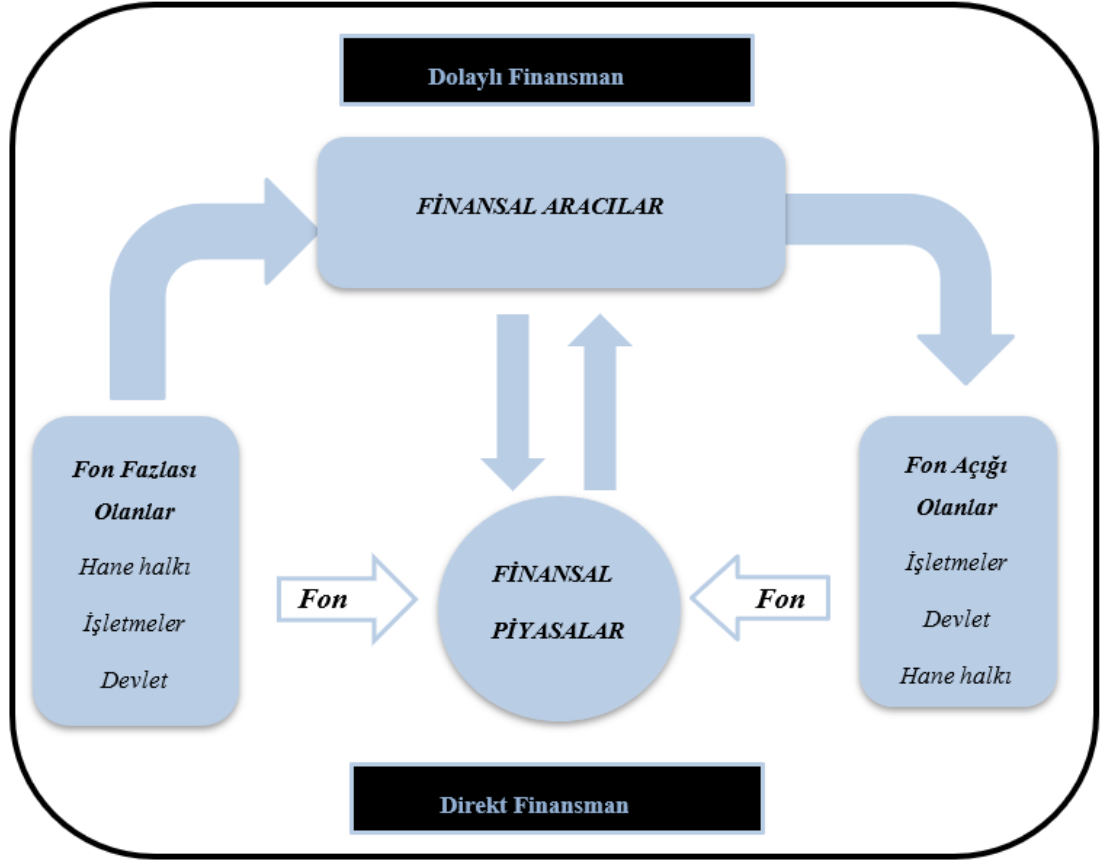 Dolaylı Finansman
FİNANSAL ARACILAR
Fon Fazlası
Olanlar
Hane halkı
İşletmeler
Devlet
Fon
FİNANSAL
PİYASALAR
Fon
Fon Açığı
Olanlar
İşletmeler
Devlet
Hane halkı
Direkt Finansman